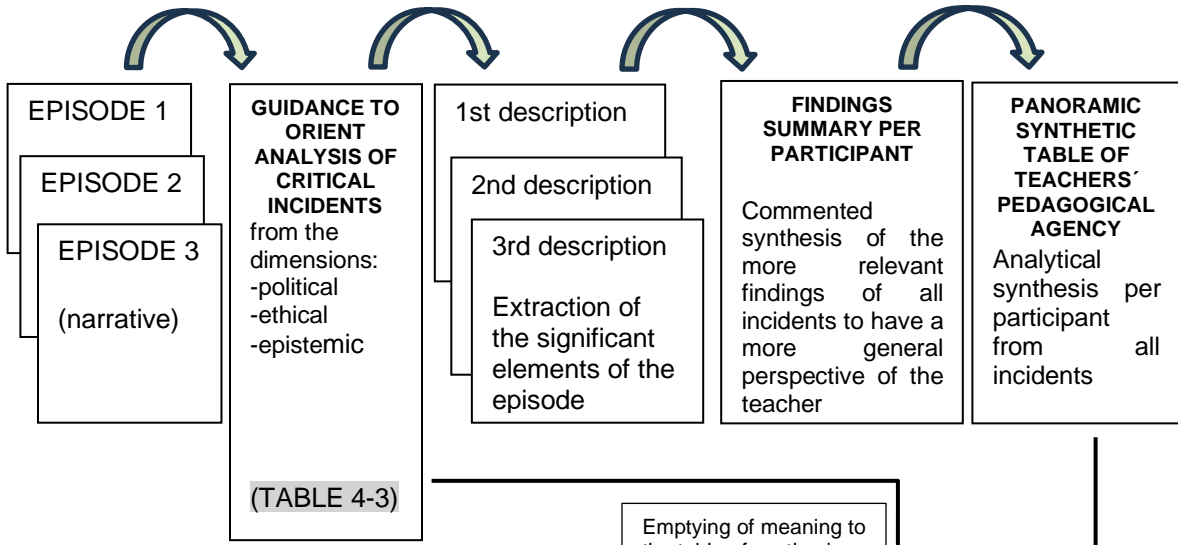 EPISODE 1
EPISODE 2
EPISODE 3
(narrative)
GUIDANCE TO
ORIENT
ANALYSIS OF
CRITICAL
INCIDENTS
from the
dimensions:
-political
-ethical
-epistemic
(TABLE 4-3)
1st description
2nd description
3rd description
Extraction of
the significant
elements of the
episode
FINDINGS
SUMMARY PER
PARTICIPANT
Commented
synthesis of the
more relevant
findings of all
incidents to have a
more general
perspective of the
teacher
PANORAMIC
SYNTHETIC
TABLE OF
TEACHERS´
PEDAGOGICAL
AGENCY
Analytical
synthesis per
participant
from all
incidents
Emptying of meaning to